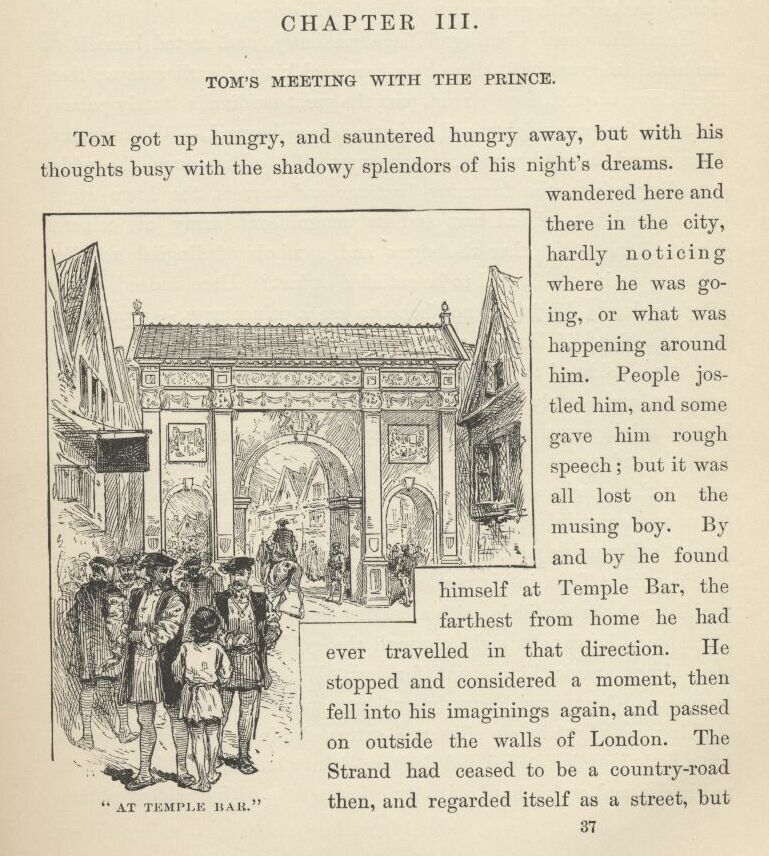 CHAPTER III.
TOM'S MEETING WITH THE PRINCE.
TOM got up hungry, and sauntered hungry away, but with his
thoughts busy with the shadowy splendors of his night's dreams. He
wandered here and
there in the city,
hardly noticing
where he was go-
ing, or what was
happening around
him. People jos-
tled him, and some
gave him rough
speech; but it was
all lost on the
musing boy. By
and by he found
himself at Temple Bar, the
farthest from home he had
ever travelled in that direction. He
stopped and considered a moment, then
fell into his imaginings again, and passed
on outside the walls of London. The
Strand had ceased to be a country-road
then, and regarded itself as a street, but
"AT TEMPLE BAR."
37